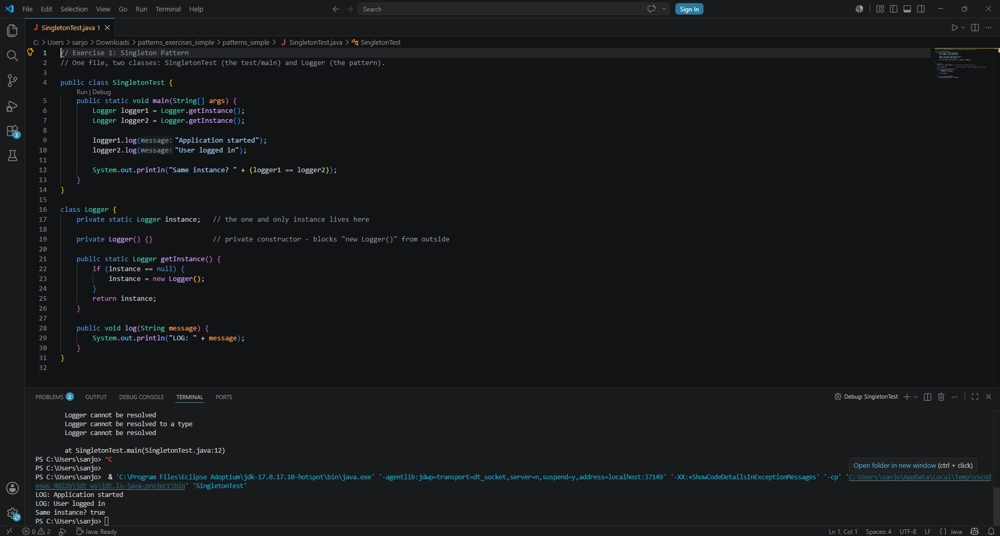 File Edit Selection View Go Run Terminal Help
Search
Sign In
SingletonTest.java 1
C: > Users > sanjo > Downloads > patterns_exercises_simple > patterns_simple > SingletonTest.java > SingletonTest
1 // Exercise 1: Singleton Pattern
2 // One file, two classes: SingletonTest (the test/main) and Logger (the pattern).
3
4 public class SingletonTest {
Run | Debug
5     public static void main(String[] args) {
6         Logger logger1 = Logger.getInstance();
7         Logger logger2 = Logger.getInstance();
8
9         logger1.log(message: "Application started");
10         logger2.log(message: "User logged in");
11
12         System.out.println("Same instance? " + (logger1 == logger2));
13     }
14 }
15
16 class Logger {
17     private static Logger instance;   // the one and only instance lives here
18
19     private Logger() {}               // private constructor - blocks "new Logger()" from outside
20
21     public static Logger getInstance() {
22         if (instance == null) {
23             instance = new Logger();
24         }
25         return instance;
26     }
27
28     public void log(String message) {
29         System.out.println("LOG: " + message);
30     }
31 }
32
2
PROBLEMS 2 OUTPUT DEBUG CONSOLE TERMINAL PORTS
Debug: SingletonTest
Logger cannot be resolved
Logger cannot be resolved to a type
Logger cannot be resolved
at SingletonTest.main(SingletonTest.java:12)
PS C:\Users\sanjo> ^C
PS C:\Users\sanjo>
Open folder in new window (ctrl + click)
PS C:\Users\sanjo>  & 'C:\Program Files\Eclipse Adoptium\jdk-17.0.17.10-hotspot\bin\java.exe' '-agentlib:jdwp=transport=dt_socket,server=n,suspend=y,address=localhost:37149' '-XX:+ShowCodeDetailsInExceptionMessages' '-cp' 'C:\Users\sanjo\AppData\Local\Temp\vscod
esws_4822b\jdt_ws\jdt.ls-java-project\bin' 'SingletonTest'
LOG: Application started
LOG: User logged in
Same instance? true
PS C:\Users\sanjo>
0 2 Java: Ready
Ln 1, Col 1 Spaces: 4 UTF-8 LF {} Java